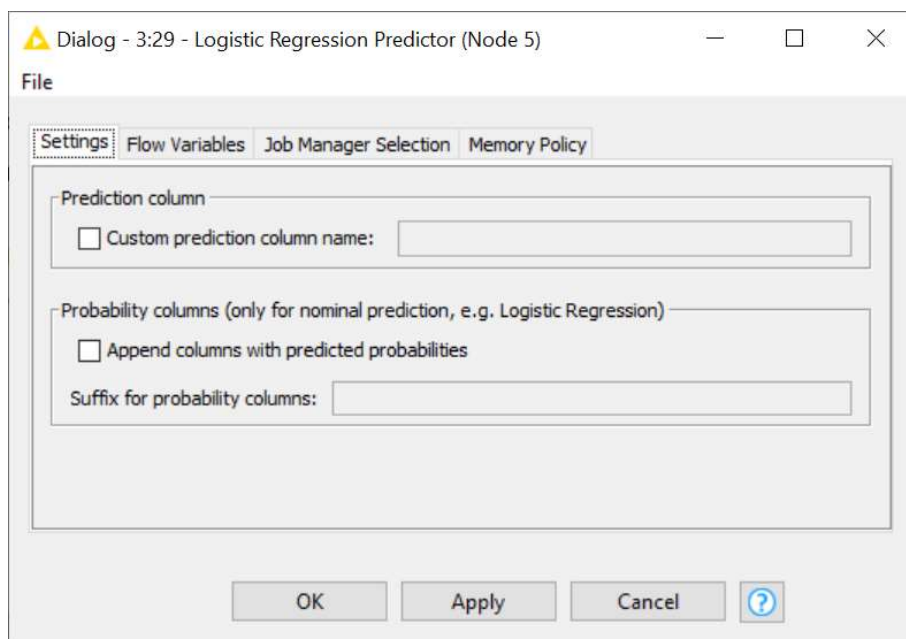 Dialog - 3:29 - Logistic Regression Predictor (Node 5)
File
Settings Flow Variables Job Manager Selection Memory Policy
Prediction column
Custom prediction column name:
Probability columns (only for nominal prediction, e.g. Logistic Regression)
Append columns with predicted probabilities
Suffix for probability columns:
OK Apply Cancel ?